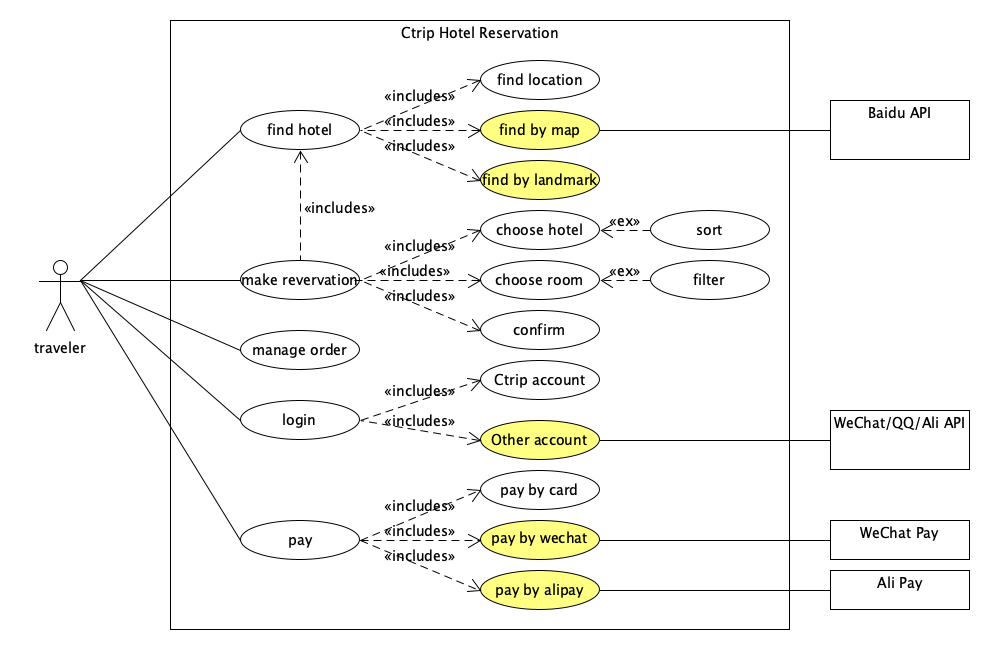 Ctrip Hotel Reservation
find location
«includes»
find hotel
«includes»
find by map
Baidu API
«includes»
find by landmark
«includes»
choose hotel
«ex»
sort
«includes»
make revervation
«includes»
choose room
«ex»
filter
«includes»
confirm
traveler
manage order
Ctrip account
«includes»
login
«includes»
Other account
WeChat/QQ/Ali API
pay by card
«includes»
pay
«includes»
pay by wechat
WeChat Pay
«includes»
pay by alipay
Ali Pay